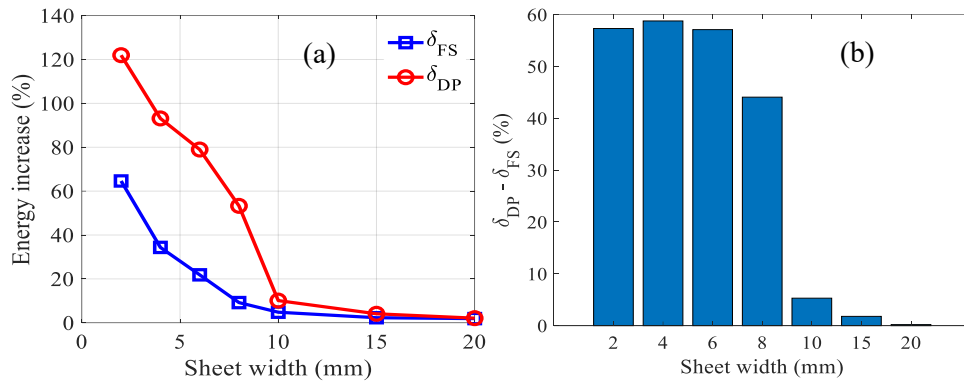 140
120
100
80
60
40
20
0
Energy increase (%)
(a)
δFS
δDP
0 5 10 15 20
Sheet width (mm)
60
50
40
30
20
10
0
δDP - δFS (%)
(b)
2 4 6 8 10 15 20
Sheet width (mm)